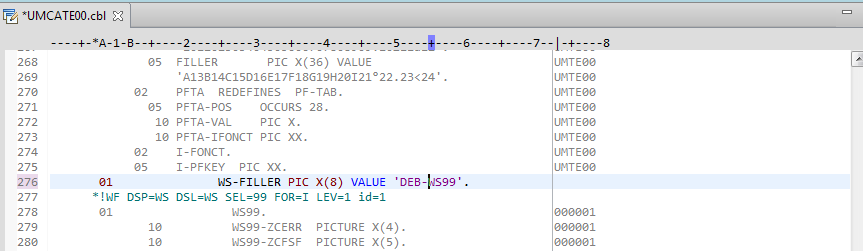 *UMCATE00.cbl
----+-*A-1-B--+----2----+----3----+----4----+----5----+----6----+----7--|-+----8
268 05 FILLER PIC X(36) VALUE UMTE00
269 'A13B14C15D16E17F18G19H20I21°22.23<24'. UMTE00
270 02 PFTA REDEFINES PF-TAB. UMTE00
271 05 PFTA-POS OCCURS 28. UMTE00
272 10 PFTA-VAL PIC X. UMTE00
273 10 PFTA-IFONCT PIC XX. UMTE00
274 02 I-FONCT. UMTE00
275 05 I-PFKEY PIC XX. UMTE00
276 01 WS-FILLER PIC X(8) VALUE 'DEB-WS99'.
277 *!WF DSP=WS DSL=WS SEL=99 FOR=I LEV=1 id=1
278 01 WS99. 000001
279 10 WS99-ZCERR PICTURE X(4). 000001
280 10 WS99-ZCFSF PICTURE X(5). 000001